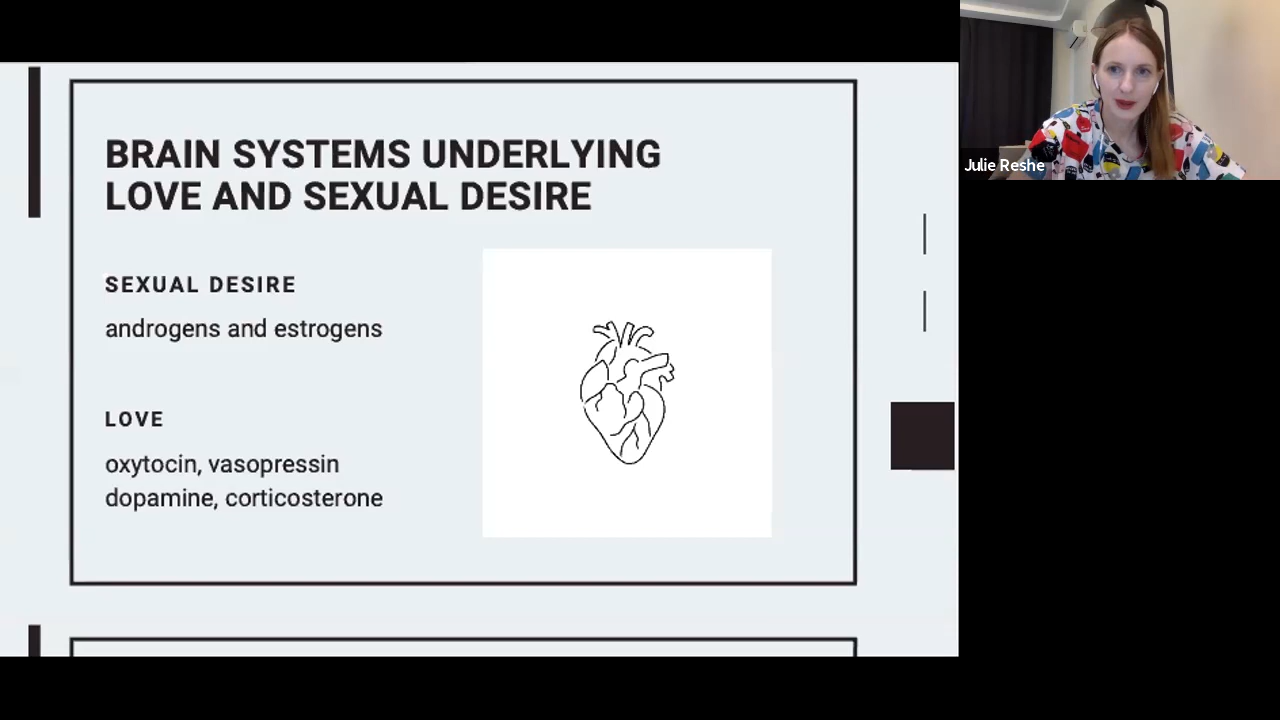 BRAIN SYSTEMS UNDERLYING
LOVE AND SEXUAL DESIRE
SEXUAL DESIRE
androgens and estrogens
LOVE
oxytocin, vasopressin
dopamine, corticosterone
Julie Reshe